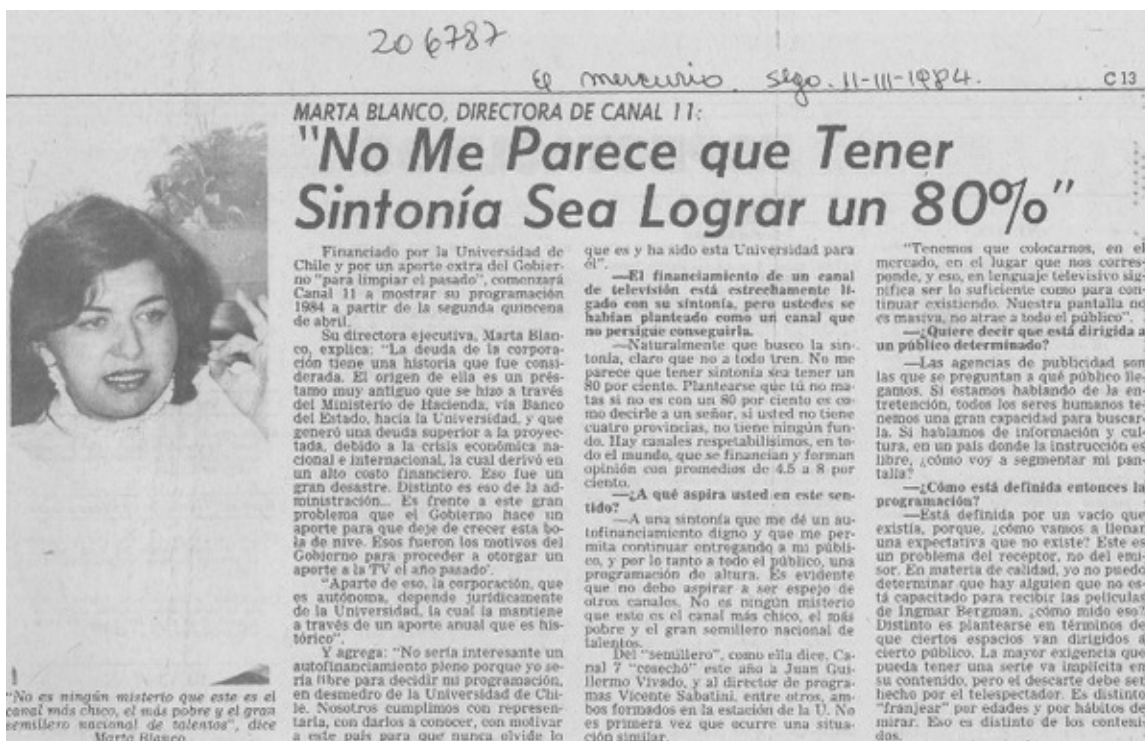 206787
El mercurio. Stgo. 11-III-1984.
C 13
MARTA BLANCO, DIRECTORA DE CANAL 11:
"No Me Parece que Tener
Sintonía Sea Lograr un 80%"
Financiado por la Universidad de
Chile y por un aporte extra del Gobier-
no "para limpiar el pasado", comenzará
Canal 11 a mostrar su programación
1984 a partir de la segunda quincena
de abril.
Su directora ejecutiva, Marta Blan-
co, explica: "La deuda de la corpora-
ción tiene una historia que fue consi-
derada. El origen de ella es un prés-
tamo muy antiguo que se hizo a través
del Ministerio de Hacienda, vía Banco
del Estado, hacia la Universidad, y que
generó una deuda superior a la proyec-
tada, debido a la crisis económica na-
cional e internacional, la cual derivó en
un alto costo financiero. Eso fue un
gran desastre. Distinto es eso de la ad-
ministración... Es frente a este gran
problema que el Gobierno hace un
aporte para que deje de crecer esta bo-
la de nive. Esos fueron los motivos del
Gobierno para proceder a otorgar un
aporte a la TV el año pasado'.
"Aparte de eso, la corporación, que
es autónoma, depende jurídicamente
de la Universidad, la cual la mantiene
a través de un aporte anual que es his-
tórico".
Y agrega: "No sería interesante un
autofinanciamiento pleno porque yo se-
ría libre para decidir mi programación,
en desmedro de la Universidad de Chi-
le. Nosotros cumplimos con represen-
tarla, con darlos a conocer, con motivar
a este país para que nunca olvide lo
que es y ha sido esta Universidad para
él".
—El financiamiento de un canal
de televisión está estrechamente li-
gado con su sintonía, pero ustedes se
habían planteado como un canal que
no persigue conseguirla.
—Naturalmente que busco la sin-
tonía, claro que no a todo tren. No me
parece que tener sintonía sea tener un
80 por ciento. Plantearse que tú no ma-
tas si no es con un 80 por ciento es co-
mo decirle a un señor, si usted no tiene
cuatro provincias, no tiene ningún fun-
do. Hay canales respetabilísimos, en to-
do el mundo, que se financian y forman
opinión con promedios de 4.5 a 8 por
ciento.
—¿A qué aspira usted en este sen-
tido?
—A una sintonía que me dé un au-
tofinanciamiento digno y que me per-
mita continuar entregando a mi públi-
co, y por lo tanto a todo el público, una
programación de altura. Es evidente
que no debo aspirar a ser espejo de
otros canales. No es ningún misterio
que este es el canal más chico, el más
pobre y el gran semillero nacional de
talentos.
Del "semillero", como ella dice, Ca-
nal 7 "cosechó" este año a Juan Gui-
llermo Vivado, y al director de progra-
mas Vicente Sabatini, entre otros, am-
bos formados en la estación de la U. No
es primera vez que ocurre una situa-
ción similar.
"Tenemos que colocarnos, en el
mercado, en el lugar que nos corres-
ponde, y eso, en lenguaje televisivo sig-
nifica ser lo suficiente como para con-
tinuar existiendo. Nuestra pantalla no
es masiva, no atrae a todo el público".
—¿Quiere decir que está dirigida a
un público determinado?
—Las agencias de publicidad son
las que se preguntan a qué público lle-
gamos. Si estamos hablando de la en-
tretención, todos los seres humanos te-
nemos una gran capacidad para buscar-
la. Si hablamos de información y cul-
tura, en un país donde la instrucción es
libre, ¿cómo voy a segmentar mi pan-
talla?
—¿Cómo está definida entonces la
programación?
—Está definida por un vacío que
existía, porque, ¿cómo vamos a llenar
una expectativa que no existe? Este es
un problema del receptor, no del emi-
sor. En materia de calidad, yo no puedo
determinar que hay alguien que no es-
tá capacitado para recibir las películas
de Ingmar Bergman, ¿cómo mido eso?
Distinto es plantearse en términos de
que ciertos espacios van dirigidos a
cierto público. La mayor exigencia que
pueda tener una serie va implícita en
su contenido, pero el descarte debe ser
hecho por el telespectador. Es distinto
"franjear" por edades y por hábitos de
mirar. Eso es distinto de los conteni-
dos.
"No es ningún misterio que este es el
canal más chico, el más pobre y el gran
semillero nacional de talentos", dice
Marta Blanco.